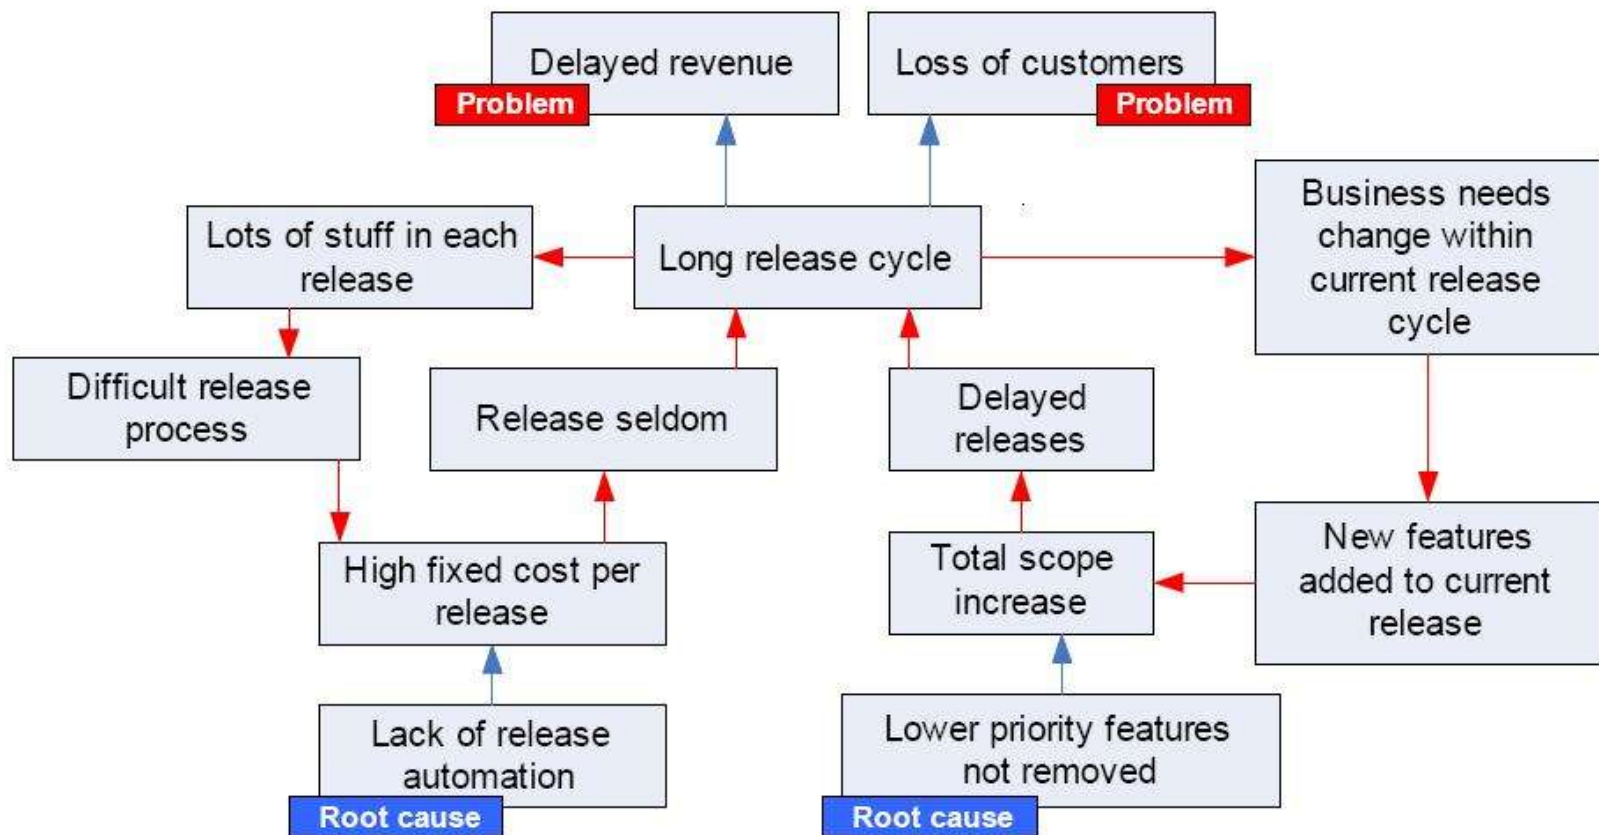 Delayed revenue
Problem
Loss of customers
Problem
Lots of stuff in each
release
Long release cycle
Business needs
change within
current release
cycle
Difficult release
process
Release seldom
Delayed
releases
High fixed cost per
release
Total scope
increase
New features
added to current
release
Lack of release
automation
Root cause
Lower priority features
not removed
Root cause